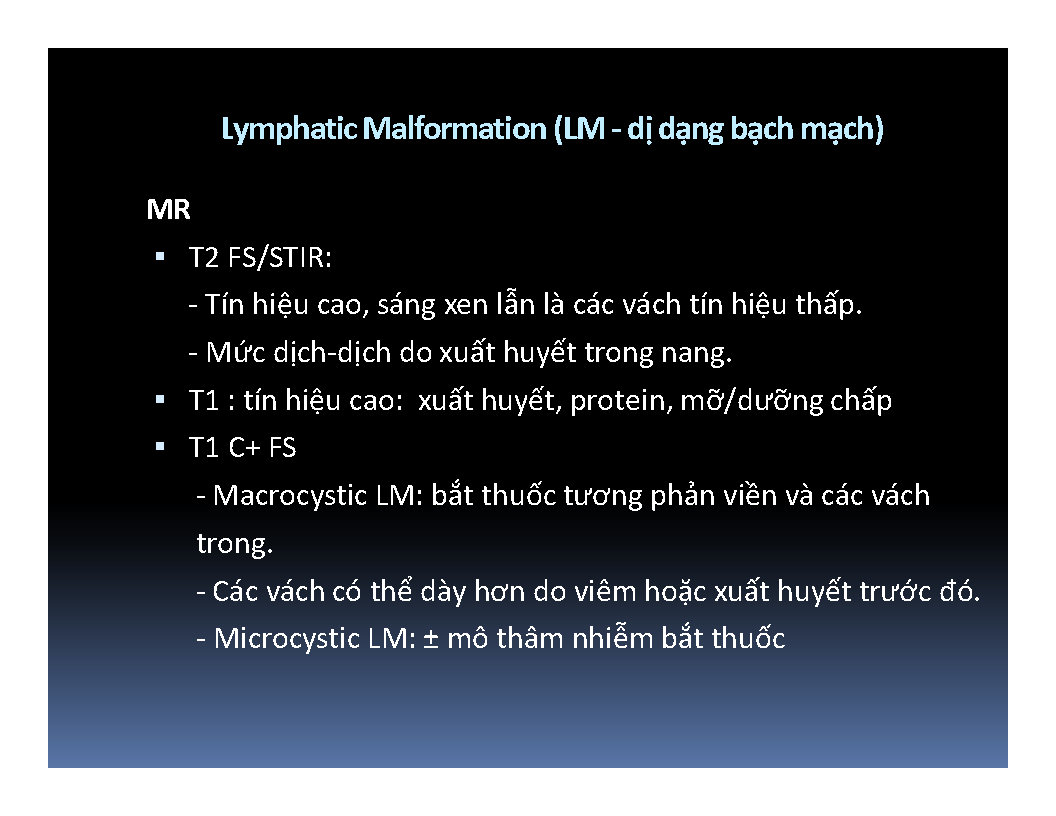 Lymphatic Malformation (LM - dị dạng bạch mạch)
MR
▪ T2 FS/STIR:
- Tín hiệu cao, sáng xen lẫn là các vách tín hiệu thấp.
- Mức dịch-dịch do xuất huyết trong nang.
▪ T1 : tín hiệu cao: xuất huyết, protein, mỡ/dưỡng chấp
▪ T1 C+ FS
- Macrocystic LM: bắt thuốc tương phản viền và các vách
trong.
- Các vách có thể dày hơn do viêm hoặc xuất huyết trước đó.
- Microcystic LM: ± mô thâm nhiễm bắt thuốc